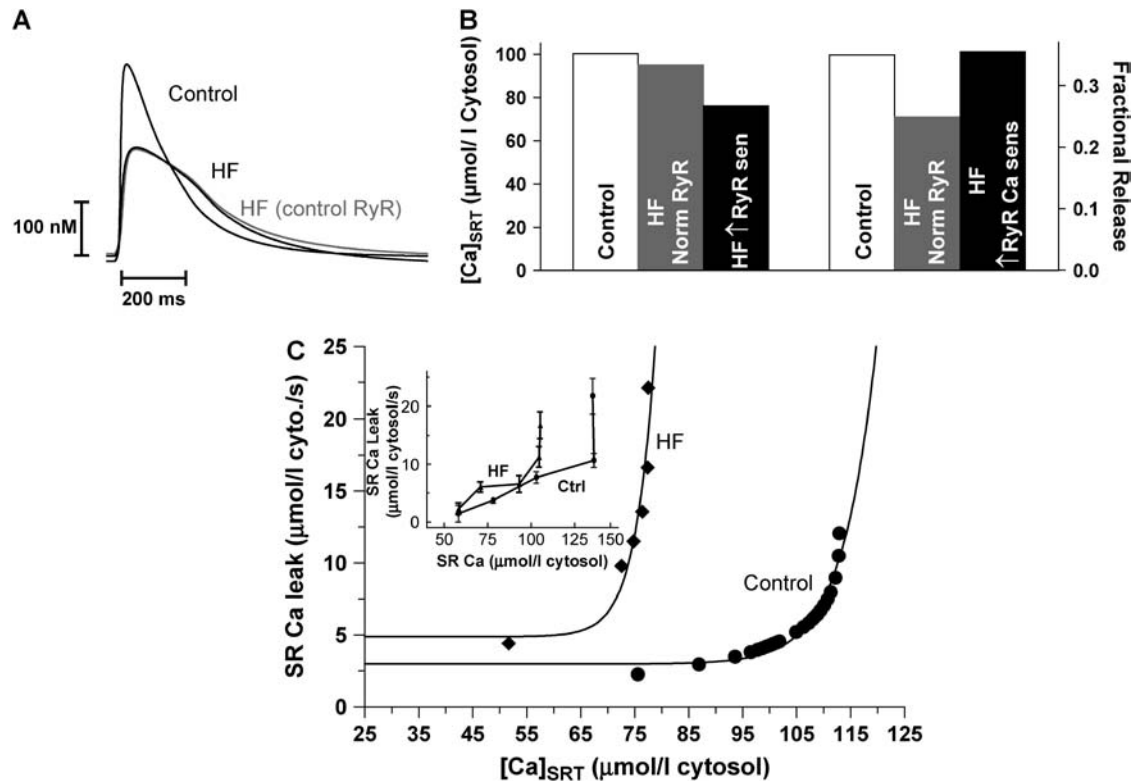 A
Control
HF
HF (control RyR)
100 nM
200 ms
B
[Ca]SRT (µmol/ l Cytosol)
100
80
60
40
20
0
Control
HF
Norm RyR
HF ↑RyR sen
Control
HF
Norm RyR
HF
↑RyR Ca sens
0.3
0.2
0.1
0.0
Fractional Release
C
SR Ca leak (µmol/l cyto./s)
25
20
15
10
5
0
HF
Control
25 35 45 55 65 75 85 95 105 115 125
[Ca]SRT (µmol/l cytosol)
SR Ca Leak
(µmol/l cytosol/s)
20
10
0
HF
Ctrl
50 75 100 125 150
SR Ca (µmol/l cytosol)